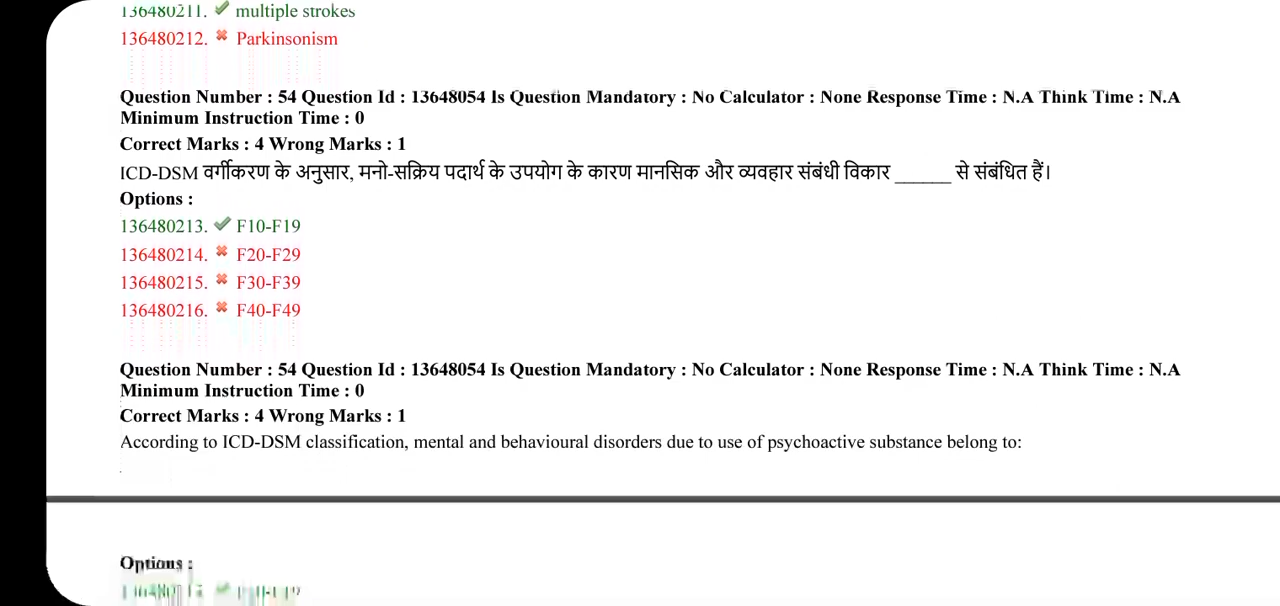 136480211. multiple strokes
136480212. Parkinsonism
Question Number : 54 Question Id : 13648054 Is Question Mandatory : No Calculator : None Response Time : N.A Think Time : N.A
Minimum Instruction Time : 0
Correct Marks : 4 Wrong Marks : 1
ICD-DSM वर्गीकरण के अनुसार, मनो-सक्रिय पदार्थ के उपयोग के कारण मानसिक और व्यवहार संबंधी विकार ______ से संबंधित हैं।
Options :
136480213. F10-F19
136480214. F20-F29
136480215. F30-F39
136480216. F40-F49
Question Number : 54 Question Id : 13648054 Is Question Mandatory : No Calculator : None Response Time : N.A Think Time : N.A
Minimum Instruction Time : 0
Correct Marks : 4 Wrong Marks : 1
According to ICD-DSM classification, mental and behavioural disorders due to use of psychoactive substance belong to:
Options :